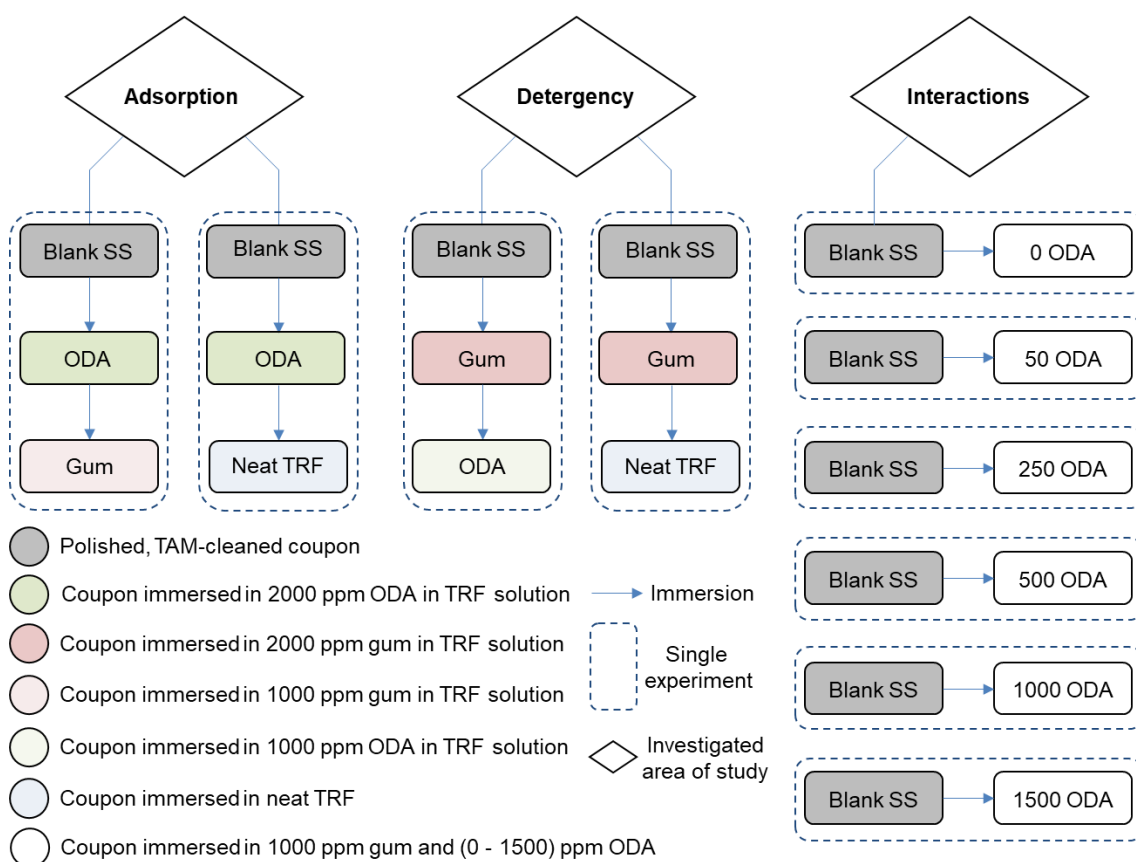 Adsorption
Detergency
Interactions
Blank SS
Blank SS
Blank SS
Blank SS
Blank SS
0 ODA
ODA
ODA
Gum
Gum
Blank SS
50 ODA
Gum
Neat TRF
ODA
Neat TRF
Blank SS
250 ODA
Blank SS
500 ODA
Blank SS
1000 ODA
Blank SS
1500 ODA
Polished, TAM-cleaned coupon
Coupon immersed in 2000 ppm ODA in TRF solution
Coupon immersed in 2000 ppm gum in TRF solution
Coupon immersed in 1000 ppm gum in TRF solution
Coupon immersed in 1000 ppm ODA in TRF solution
Coupon immersed in neat TRF
Coupon immersed in 1000 ppm gum and (0 - 1500) ppm ODA
Immersion
Single
experiment
Investigated
area of study